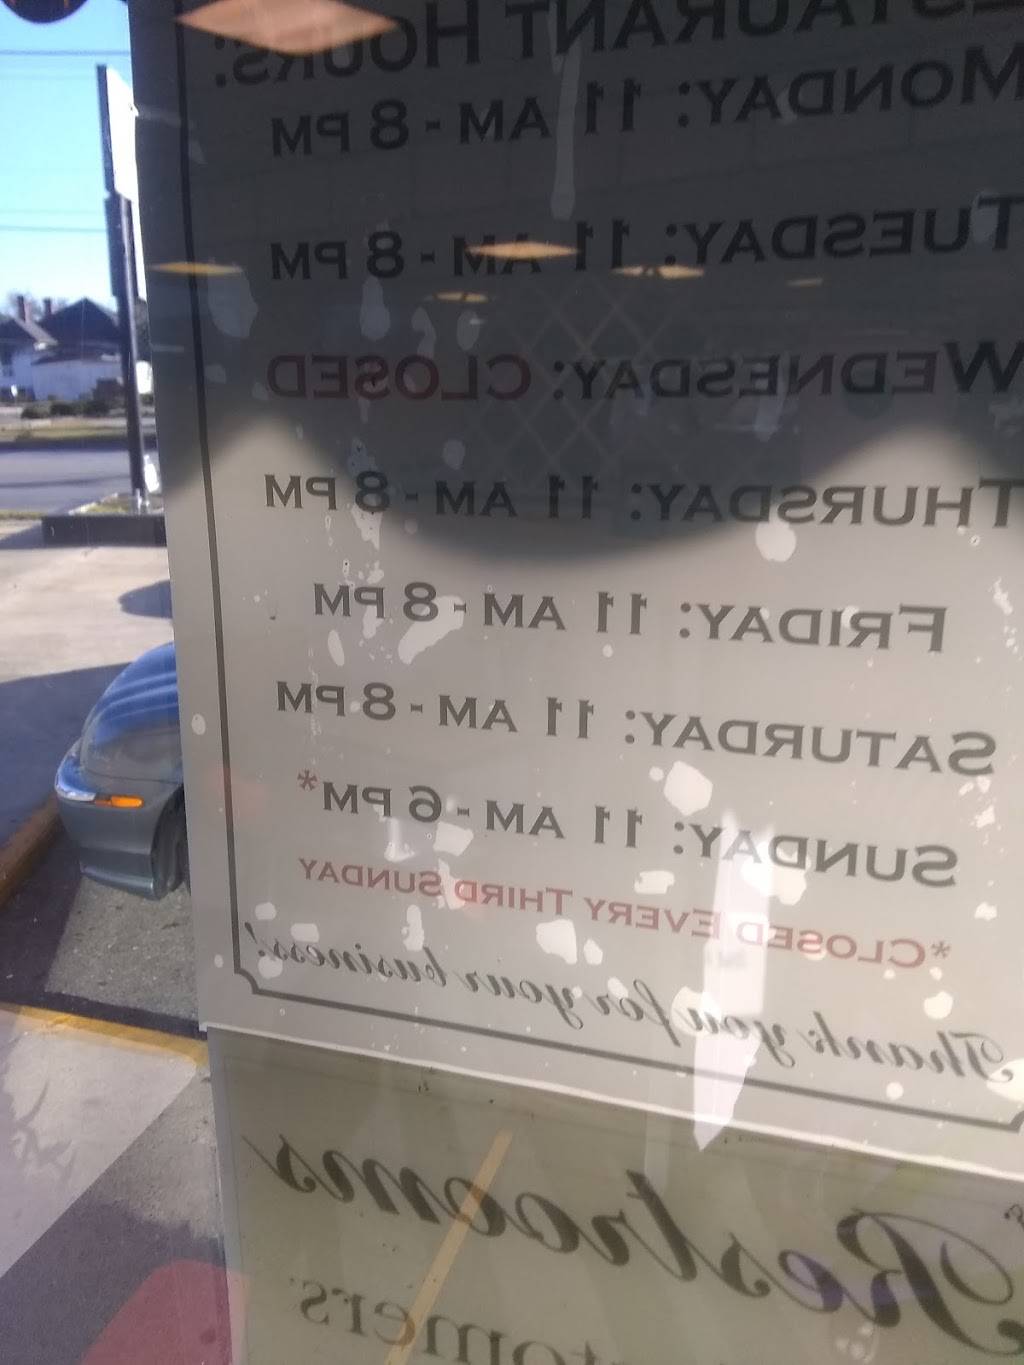 RESTAURANT HOURS:
MONDAY: 11 AM - 8 PM
TUESDAY: 11 AM - 8 PM
WEDNESDAY: CLOSED
THURSDAY: 11 AM - 8 PM
FRIDAY: 11 AM - 8 PM
SATURDAY: 11 AM - 8 PM
SUNDAY: 11 AM - 6 PM*
*CLOSED EVERY THIRD SUNDAY
Thank you for your business!
Restrooms